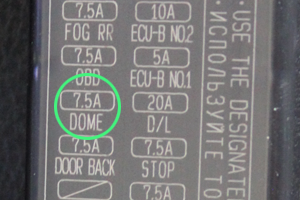 7.5A 10A
FOG RR ECU-B NO.2
7.5A 5A
OBD ECU-B NO.1
7.5A 20A
DOME D/L
7.5A 7.5A
DOOR BACK STOP
7.5A
USE THE DESIGNATE
ИСПОЛЬЗУЙТЕ ТО